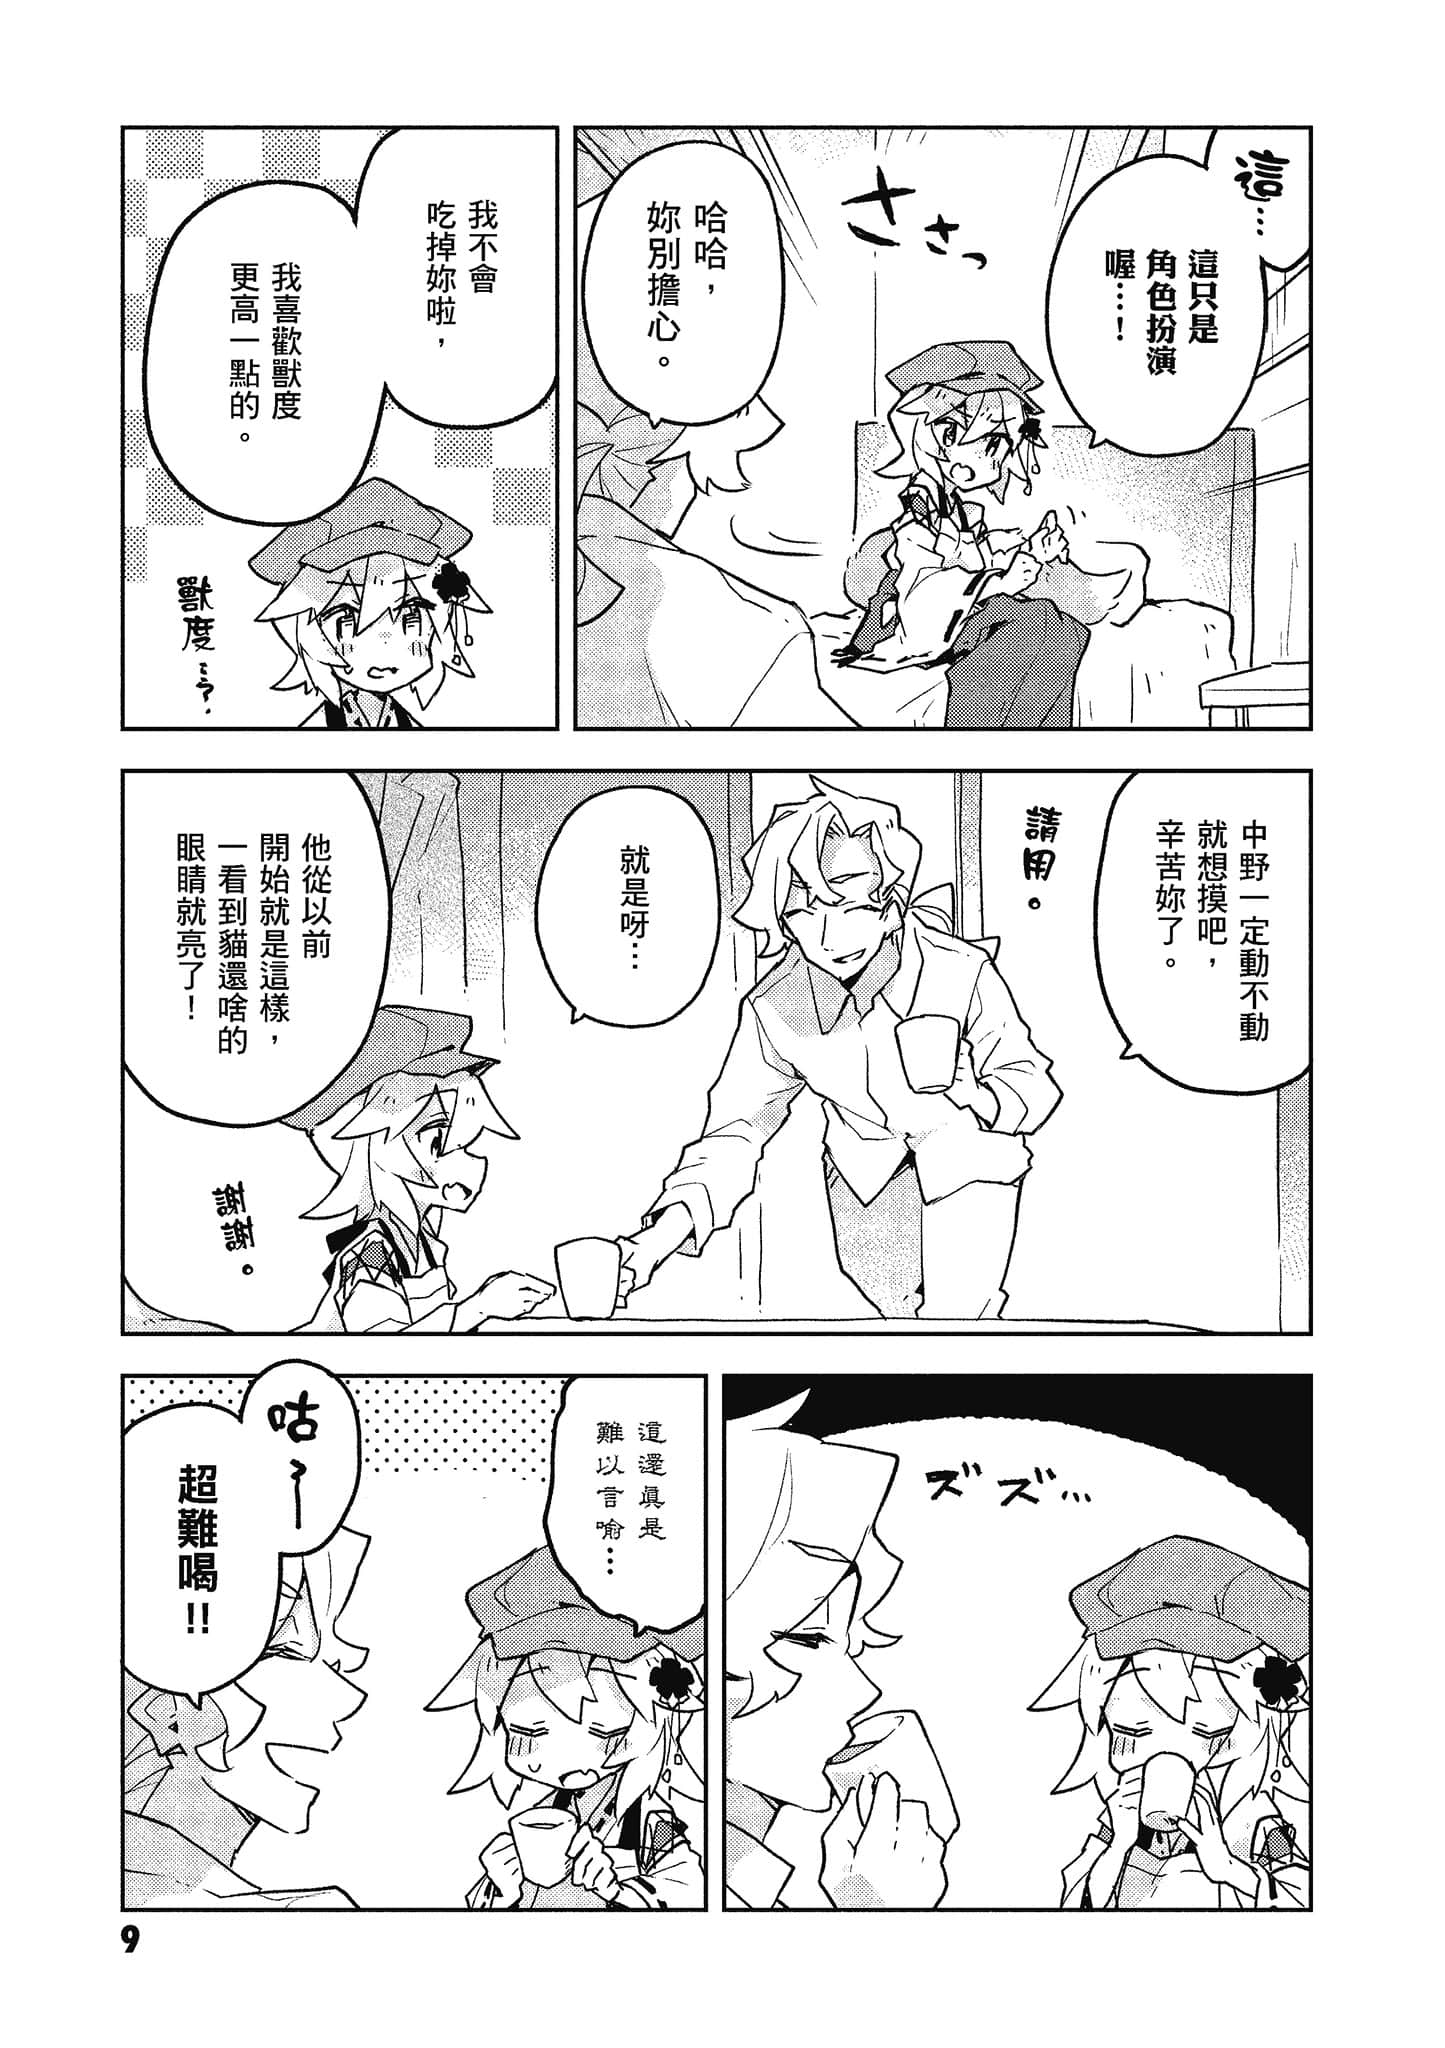 這…
這只是
角色扮演
喔…！
ササッ
哈哈，
妳別擔心。
我不會
吃掉妳啦，
我喜歡獸度
更高一點的。
獸度…？
中野一定動不動
就想摸吧，
辛苦妳了。
請用。
就是呀…
他從以前
開始就是這樣，
一看到貓還啥的
眼睛就亮了！
謝謝。
ズズ…
這還真是
難以言喻…
咕～
超難喝!!
9